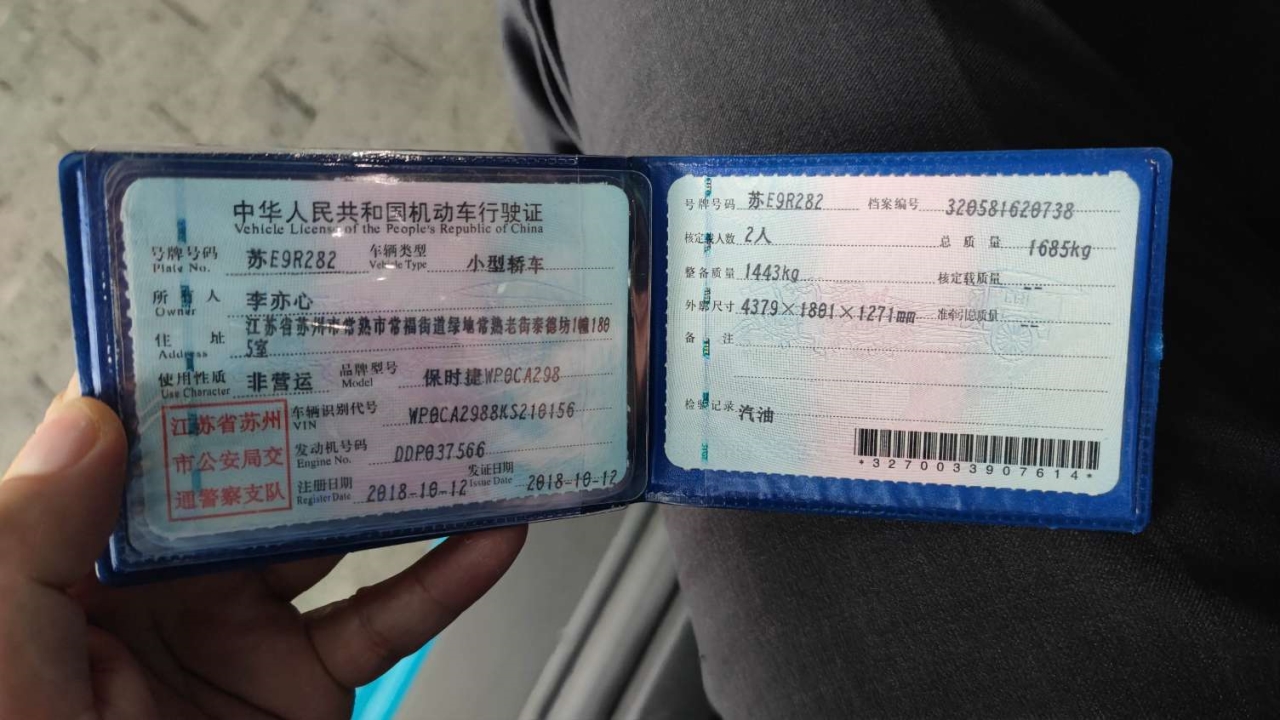 中华人民共和国机动车行驶证
Vehicle License of the People's Republic of China
号牌号码 苏E9R282 车辆类型 小型轿车
Plate No. Vehicle Type
所有人 李亦心
Owner
住址 江苏省苏州市常熟市常福街道绿地常熟老街泰德坊1幢180
Address 5室
使用性质 非营运 品牌型号 保时捷WP0CA298
Use Character Model
车辆识别代号 WP0CA2988KS210156
VIN
发动机号码 DDP037566
Engine No.
注册日期 2018-10-12 发证日期 2018-10-12
Register Date Issue Date
江苏省苏州
市公安局交
通警察支队
号牌号码 苏E9R282 档案编号 320581620738
核定载人数 2人 总质量 1685kg
整备质量 1443kg 核定载质量 --
外廓尺寸 4379×1801×1271mm 准牵引总质量 --
备注
检验记录 汽油
*3270033907614*